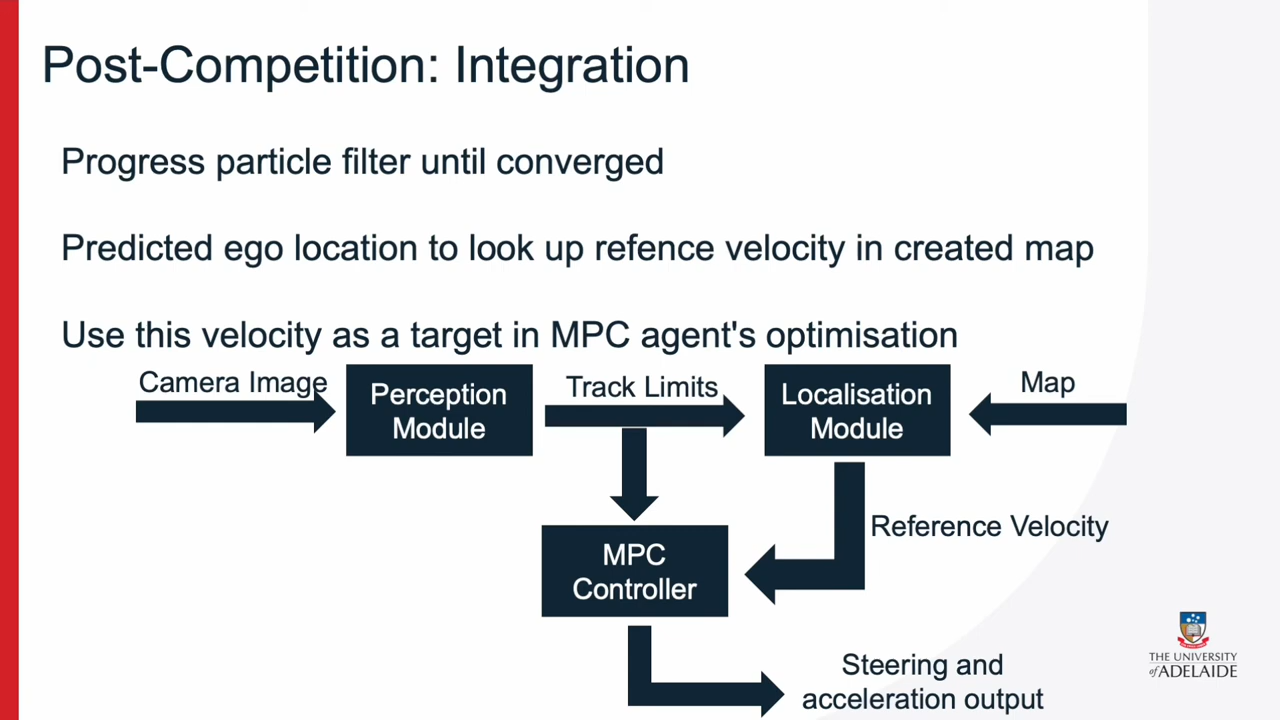 Post-Competition: Integration
Progress particle filter until converged
Predicted ego location to look up refence velocity in created map
Use this velocity as a target in MPC agent's optimisation
Camera Image
Perception
Module
Track Limits
Localisation
Module
Map
MPC
Controller
Reference Velocity
Steering and
acceleration output
THE UNIVERSITY
of ADELAIDE